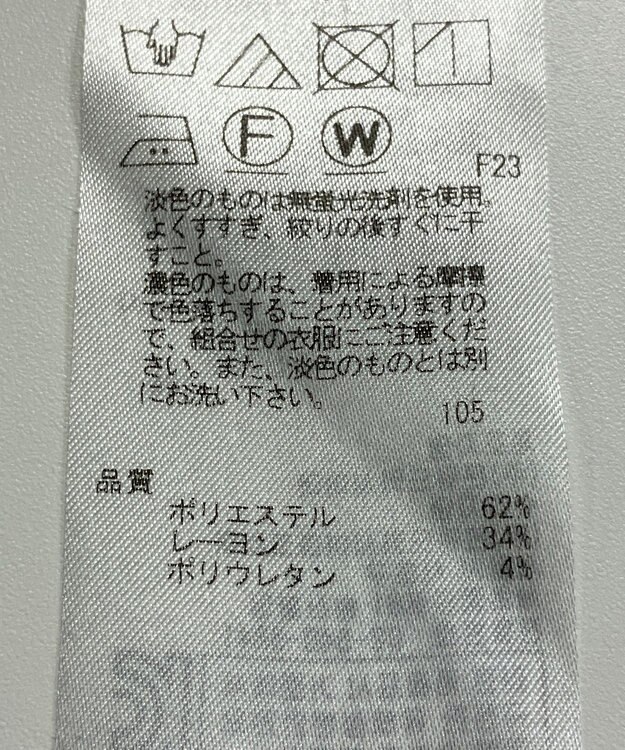 F
W
F23
淡色のものは無蛍光洗剤を使用。
よくすすぎ、絞りの後すぐに干
すこと。
濃色のものは、着用による摩擦
で色落ちすることがありますの
で、組合せの衣服にご注意くだ
さい。また、淡色のものとは別
にお洗い下さい。
105
品質
ポリエステル 62%
レーヨン 34%
ポリウレタン 4%